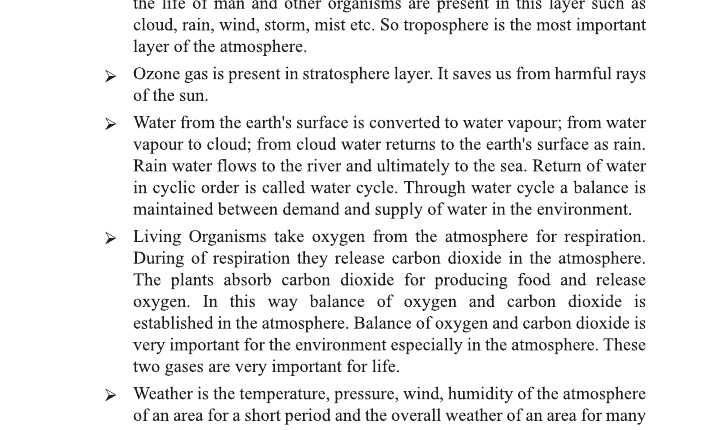 the life of man and other organisms are present in this layer such as
cloud, rain, wind, storm, mist etc. So troposphere is the most important
layer of the atmosphere.
➢ Ozone gas is present in stratosphere layer. It saves us from harmful rays
of the sun.
➢ Water from the earth's surface is converted to water vapour; from water
vapour to cloud; from cloud water returns to the earth's surface as rain.
Rain water flows to the river and ultimately to the sea. Return of water
in cyclic order is called water cycle. Through water cycle a balance is
maintained between demand and supply of water in the environment.
➢ Living Organisms take oxygen from the atmosphere for respiration.
During of respiration they release carbon dioxide in the atmosphere.
The plants absorb carbon dioxide for producing food and release
oxygen. In this way balance of oxygen and carbon dioxide is
established in the atmosphere. Balance of oxygen and carbon dioxide is
very important for the environment especially in the atmosphere. These
two gases are very important for life.
➢ Weather is the temperature, pressure, wind, humidity of the atmosphere
of an area for a short period and the overall weather of an area for many